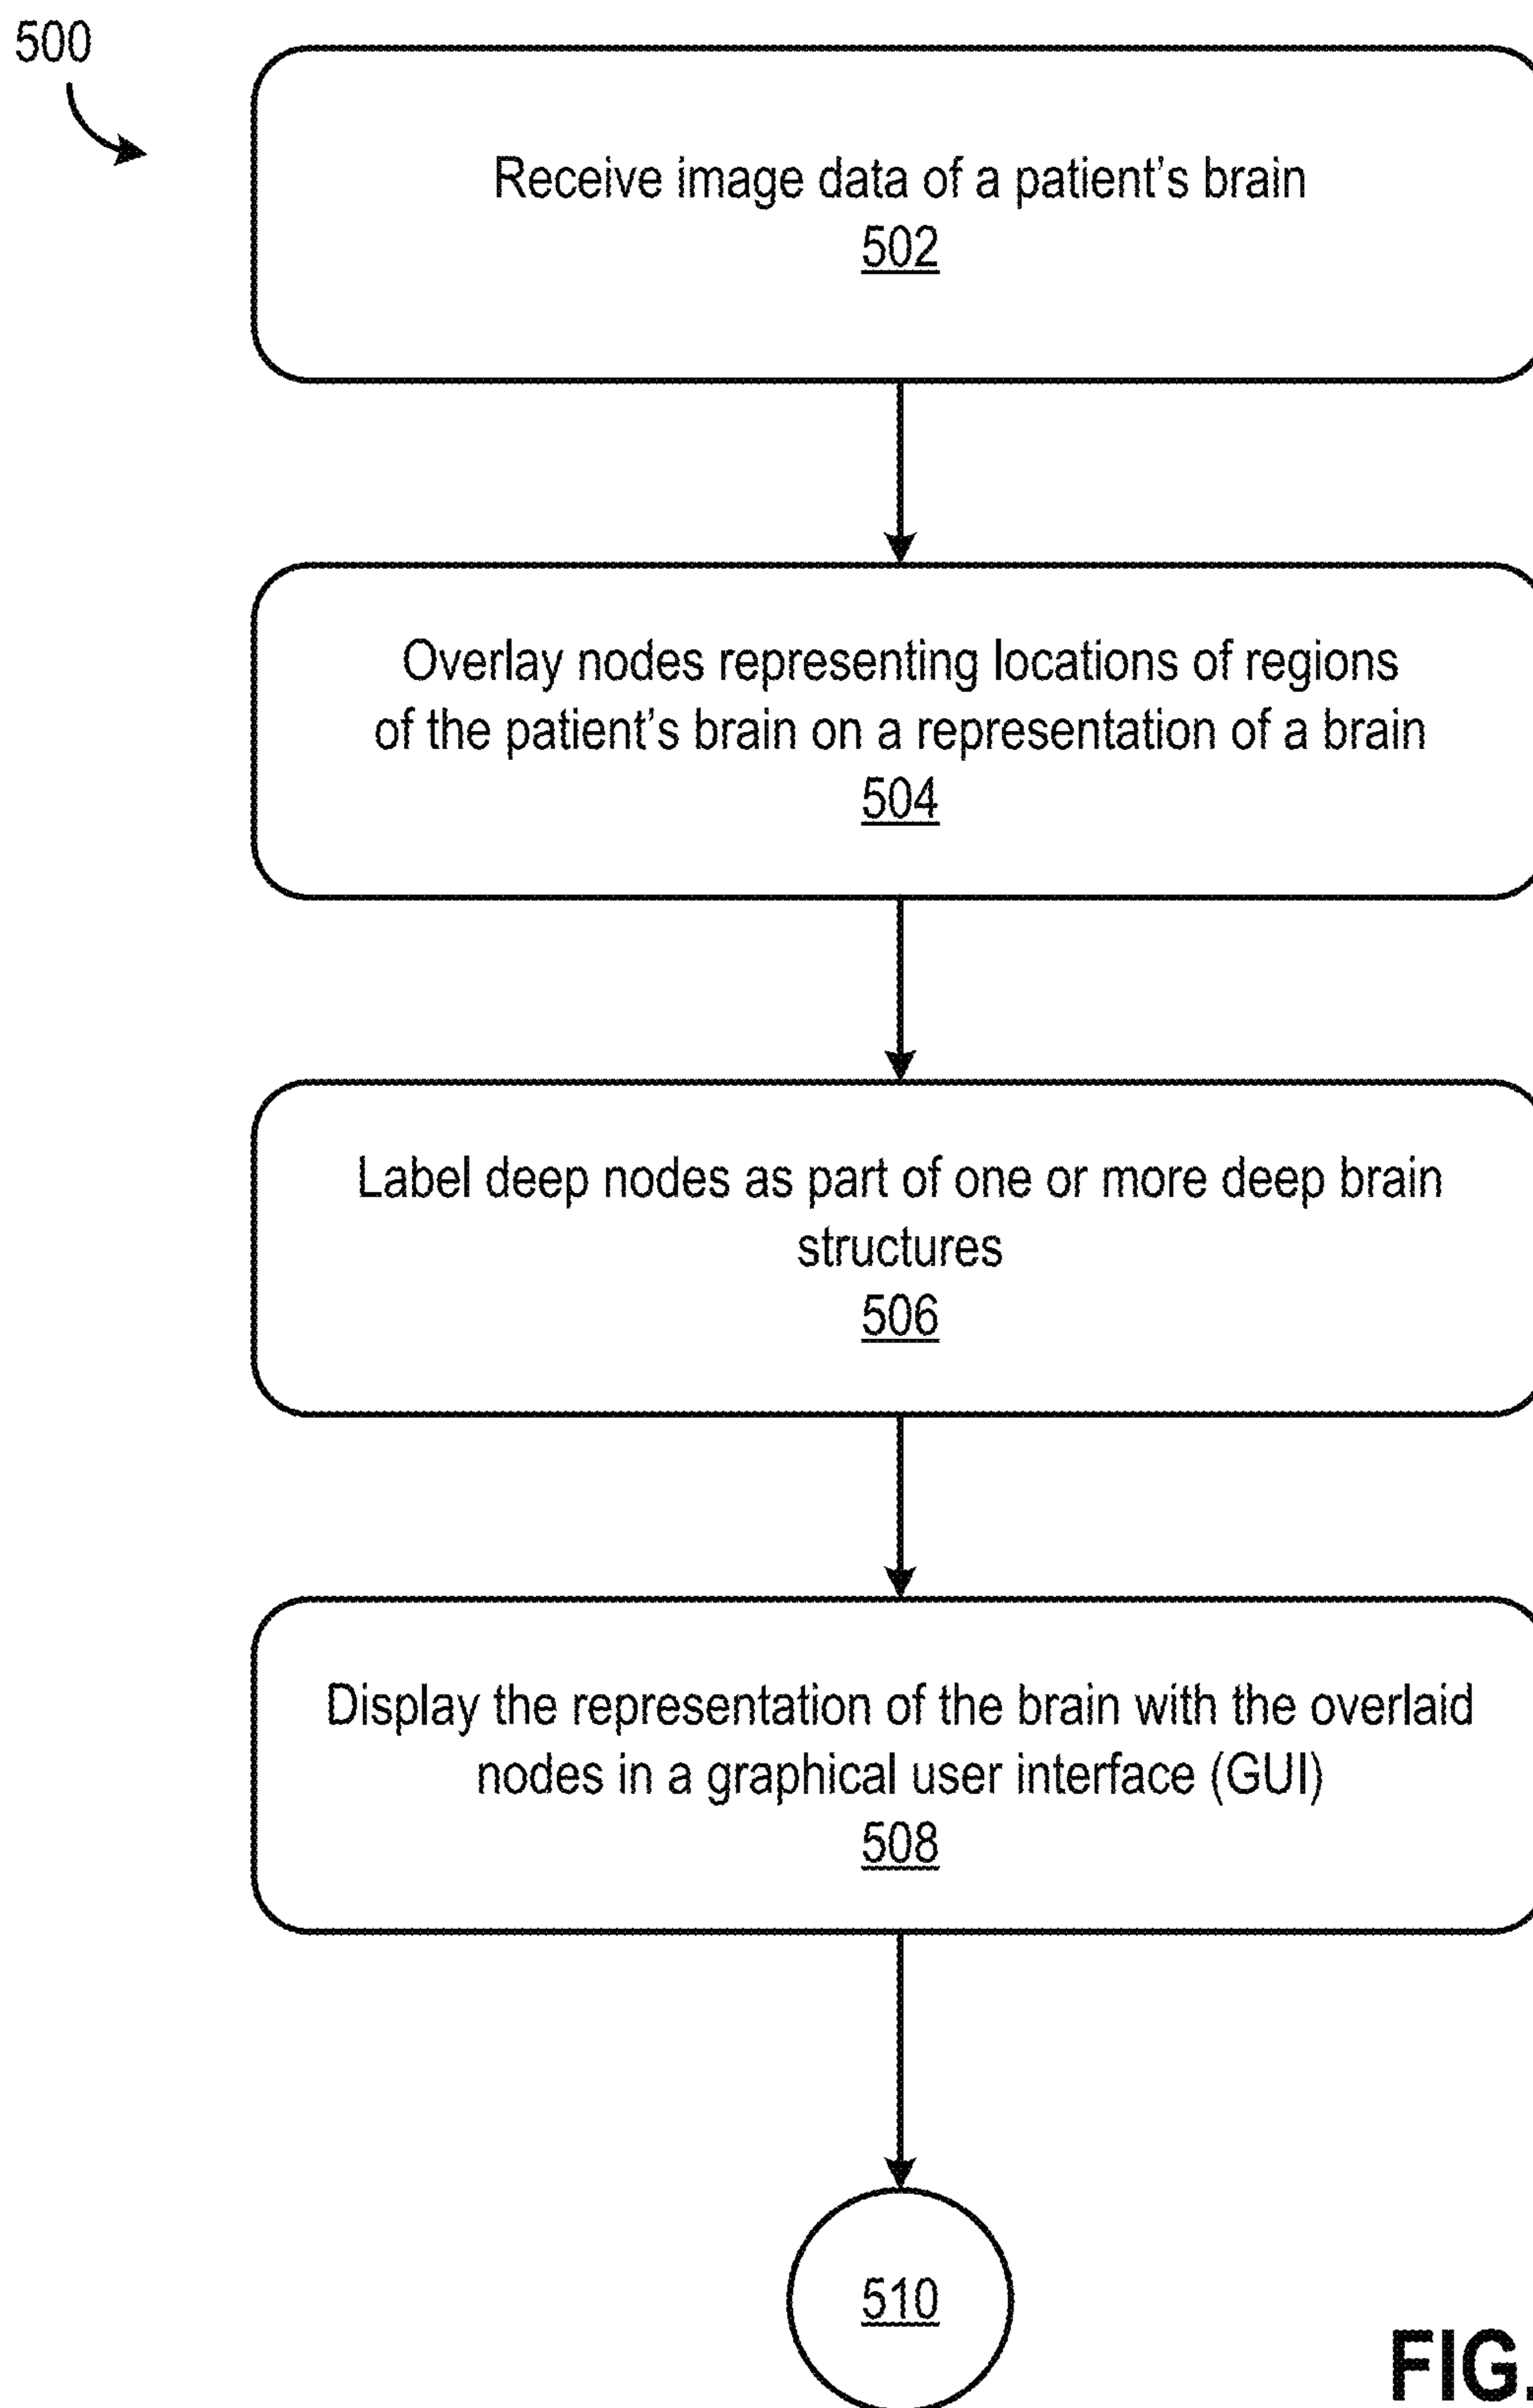 500
Receive image data of a patient's brain
502
Overlay nodes representing locations of regions
of the patient's brain on a representation of a brain
504
Label deep nodes as part of one or more deep brain
structures
506
Display the representation of the brain with the overlaid
nodes in a graphical user interface (GUI)
508
510
FIG.